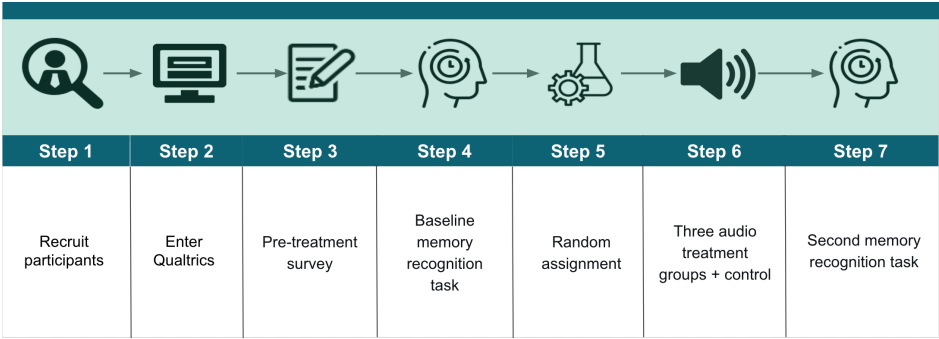 Step 1
Step 2
Step 3
Step 4
Step 5
Step 6
Step 7
Recruit
participants
Enter
Qualtrics
Pre-treatment
survey
Baseline
memory
recognition
task
Random
assignment
Three audio
treatment
groups + control
Second memory
recognition task